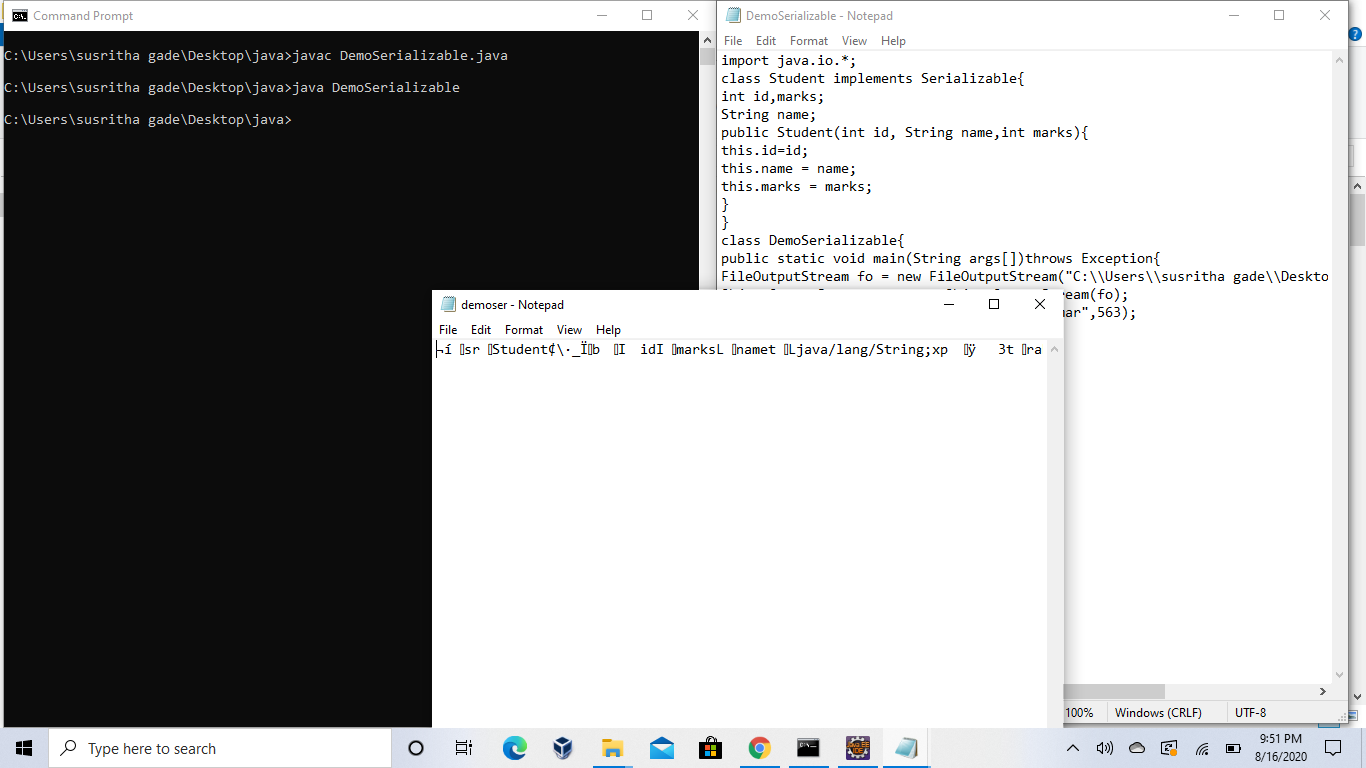 Command Prompt
C:\Users\susritha gade\Desktop\java>javac DemoSerializable.java
C:\Users\susritha gade\Desktop\java>java DemoSerializable
C:\Users\susritha gade\Desktop\java>
DemoSerializable - Notepad
File Edit Format View Help
import java.io.*;
class Student implements Serializable{
int id,marks;
String name;
public Student(int id, String name,int marks){
this.id=id;
this.name = name;
this.marks = marks;
}
}
class DemoSerializable{
public static void main(String args[])throws Exception{
FileOutputStream fo = new FileOutputStream("C:\\Users\\susritha gade\\Deskto
ream(fo);
mar",563);
demoser - Notepad
File Edit Format View Help
¬í sr Student¢\·_Ïb I idI marksL namet Ljava/lang/String;xp ÿ 3t ra
100% Windows (CRLF) UTF-8
Type here to search
9:51 PM
8/16/2020